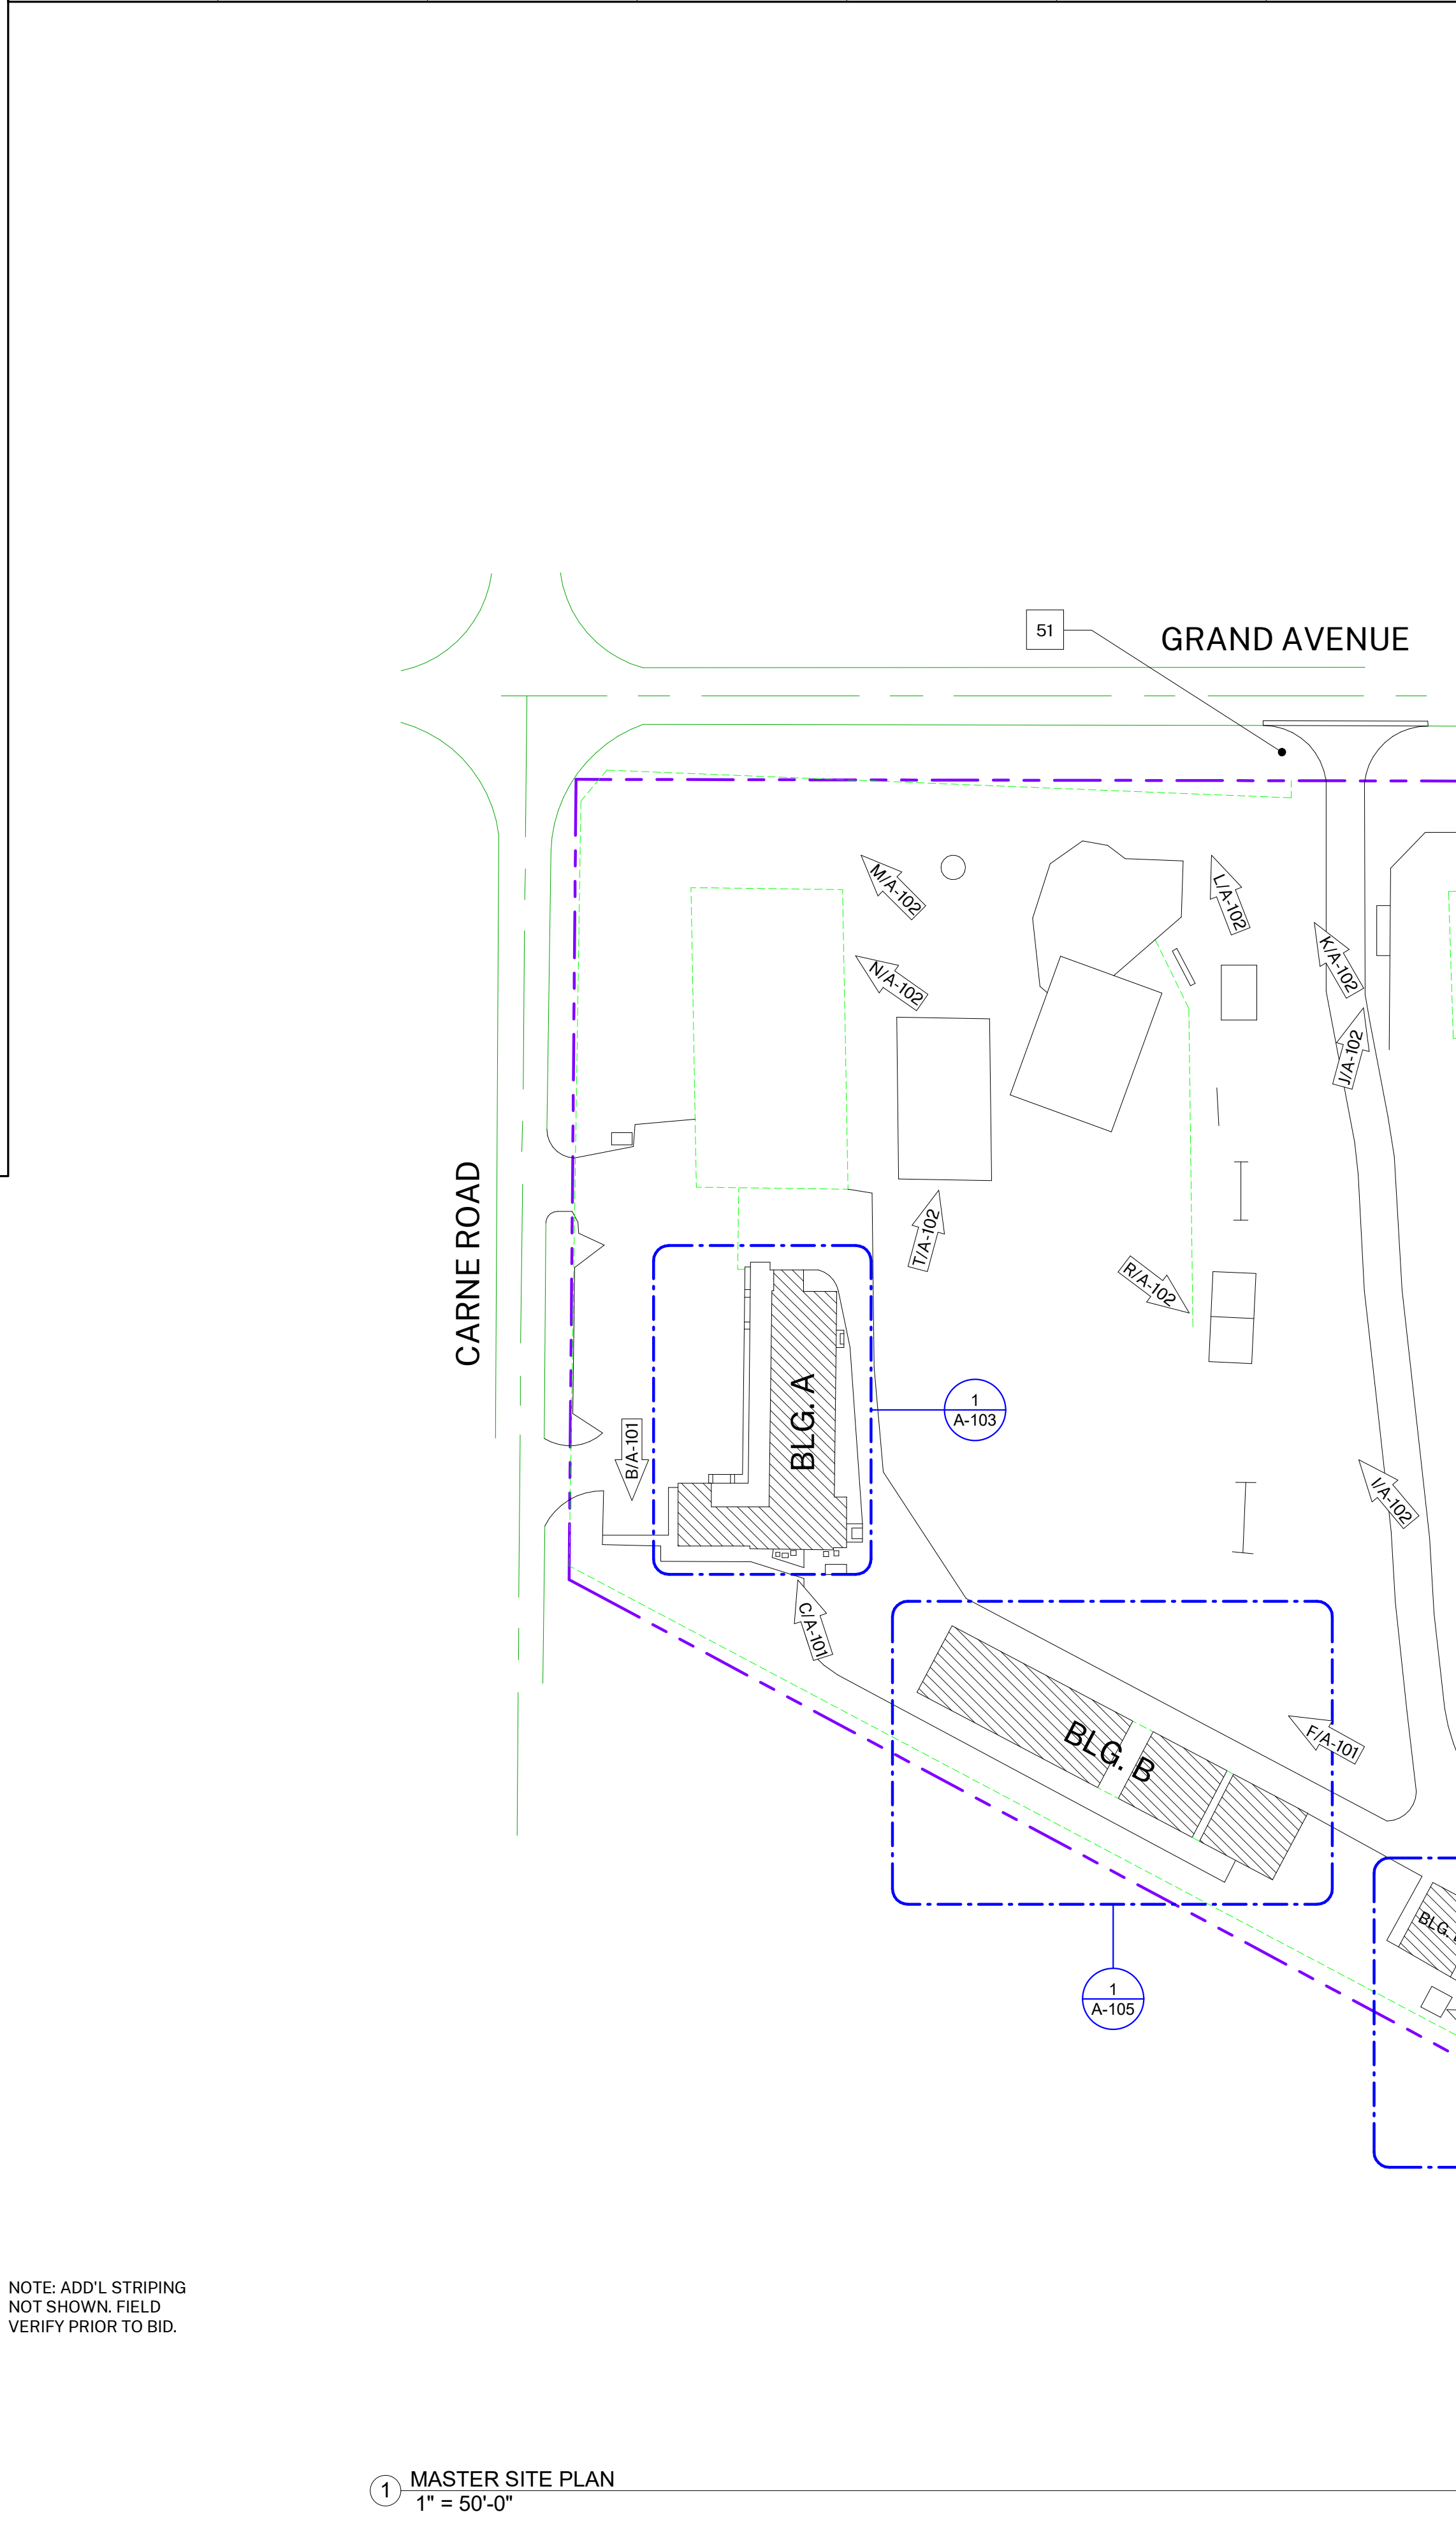 51
GRAND AVENUE
M/A-102
L/A-102
N/A-102
K/A-102
J/A-102
CARNE ROAD
T/A-102
R/A-102
BLG. A
1
A-103
B/A-101
I/A-102
C/A-101
BLG. B
F/A-101
BLG.
1
A-105
NOTE: ADD'L STRIPING
NOT SHOWN. FIELD
VERIFY PRIOR TO BID.
1
MASTER SITE PLAN
1" = 50'-0"